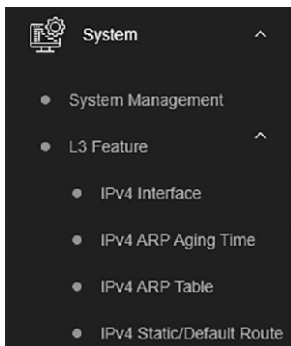 System
System Management
L3 Feature
IPv4 Interface
IPv4 ARP Aging Time
IPv4 ARP Table
IPv4 Static/Default Route